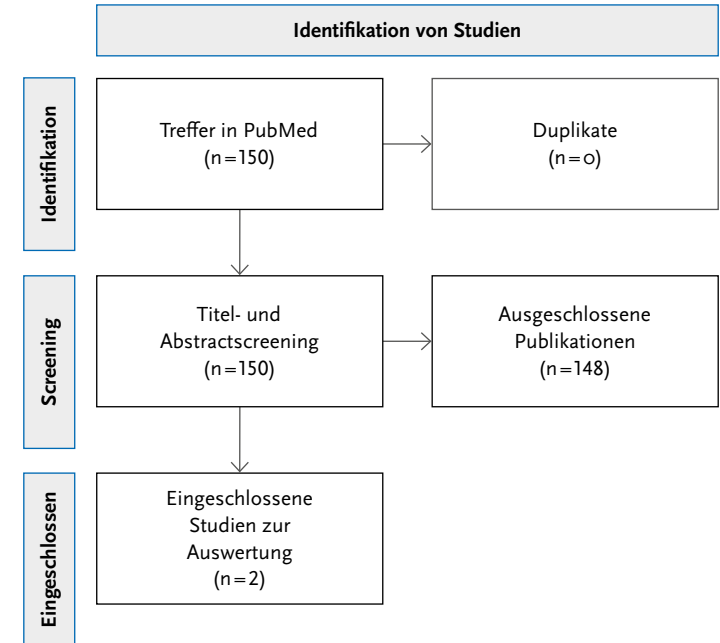 Identifikation von Studien
Identifikation
Treffer in PubMed
(n=150)
Duplikate
(n=0)
Screening
Titel- und
Abstractscreening
(n=150)
Ausgeschlossene
Publikationen
(n=148)
Eingeschlossen
Eingeschlossene
Studien zur
Auswertung
(n=2)